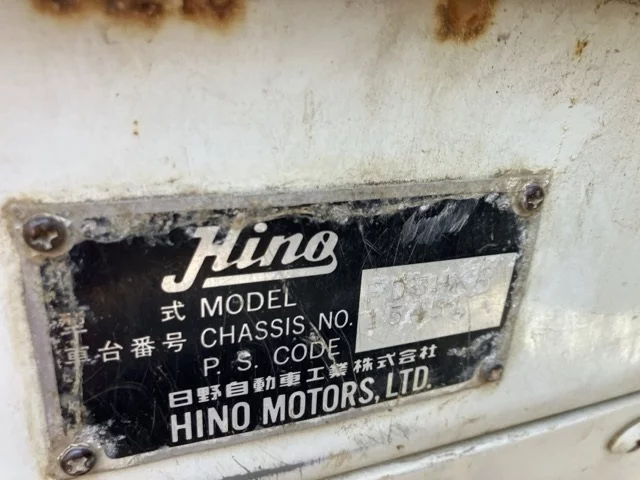 Hino
型 式 MODEL
車台番号 CHASSIS NO.
P. S. CODE
日野自動車工業株式会社
HINO MOTORS, LTD.